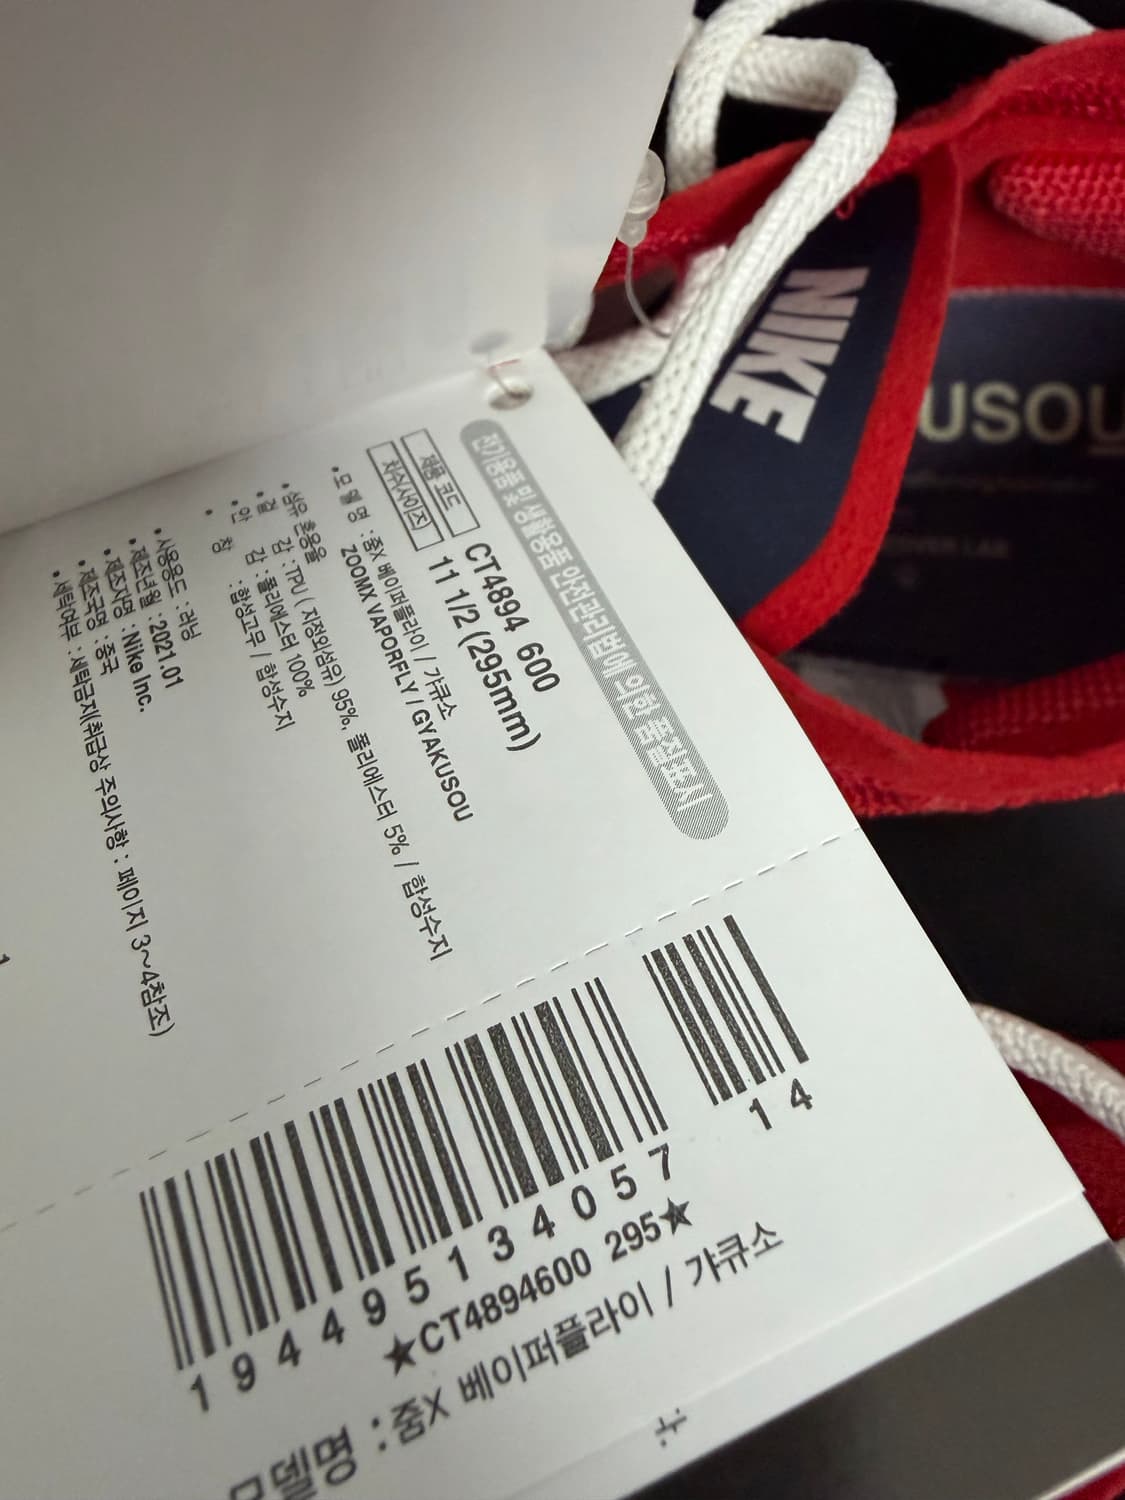 전기용품 및 생활용품 안전관리법에 의한 품질표시
제품 코드 CT4894 600
치수(사이즈) 11 1/2 (295mm)
• 모 델 명 : 줌X 베이퍼플라이 / 갸쿠소
ZOOMX VAPORFLY / GYAKUSOU
• 섬유 혼용율
• 겉 감 : TPU ( 지정외섬유) 95%, 폴리에스터 5% / 합성수지
• 안 감 : 폴리에스터 100%
• 창 : 합성고무 / 합성수지
• 사용용도 : 러닝
• 제조년월 : 2021.01
• 제조자명 : Nike Inc.
• 제조국명 : 중국
• 세탁여부 : 세탁금지(취급상 주의사항 : 페이지 3~4참조)
194495134057 14
★CT4894600 295★
모델명 : 줌X 베이퍼플라이 / 갸큐소
NIKE
USOU